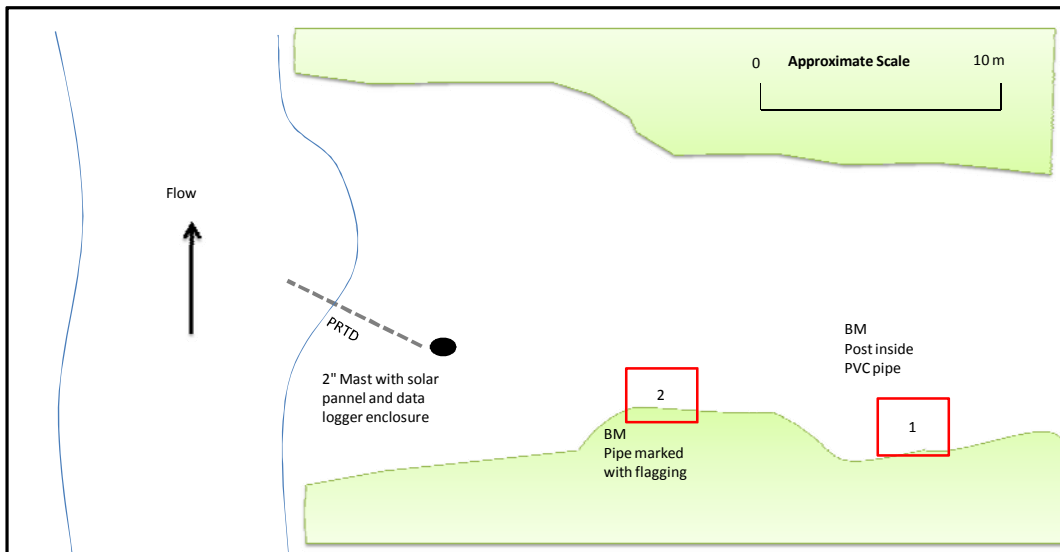 0 Approximate Scale 10 m
Flow
PRTD
2" Mast with solar
pannel and data
logger enclosure
BM
Post inside
PVC pipe
2
1
BM
Pipe marked
with flagging